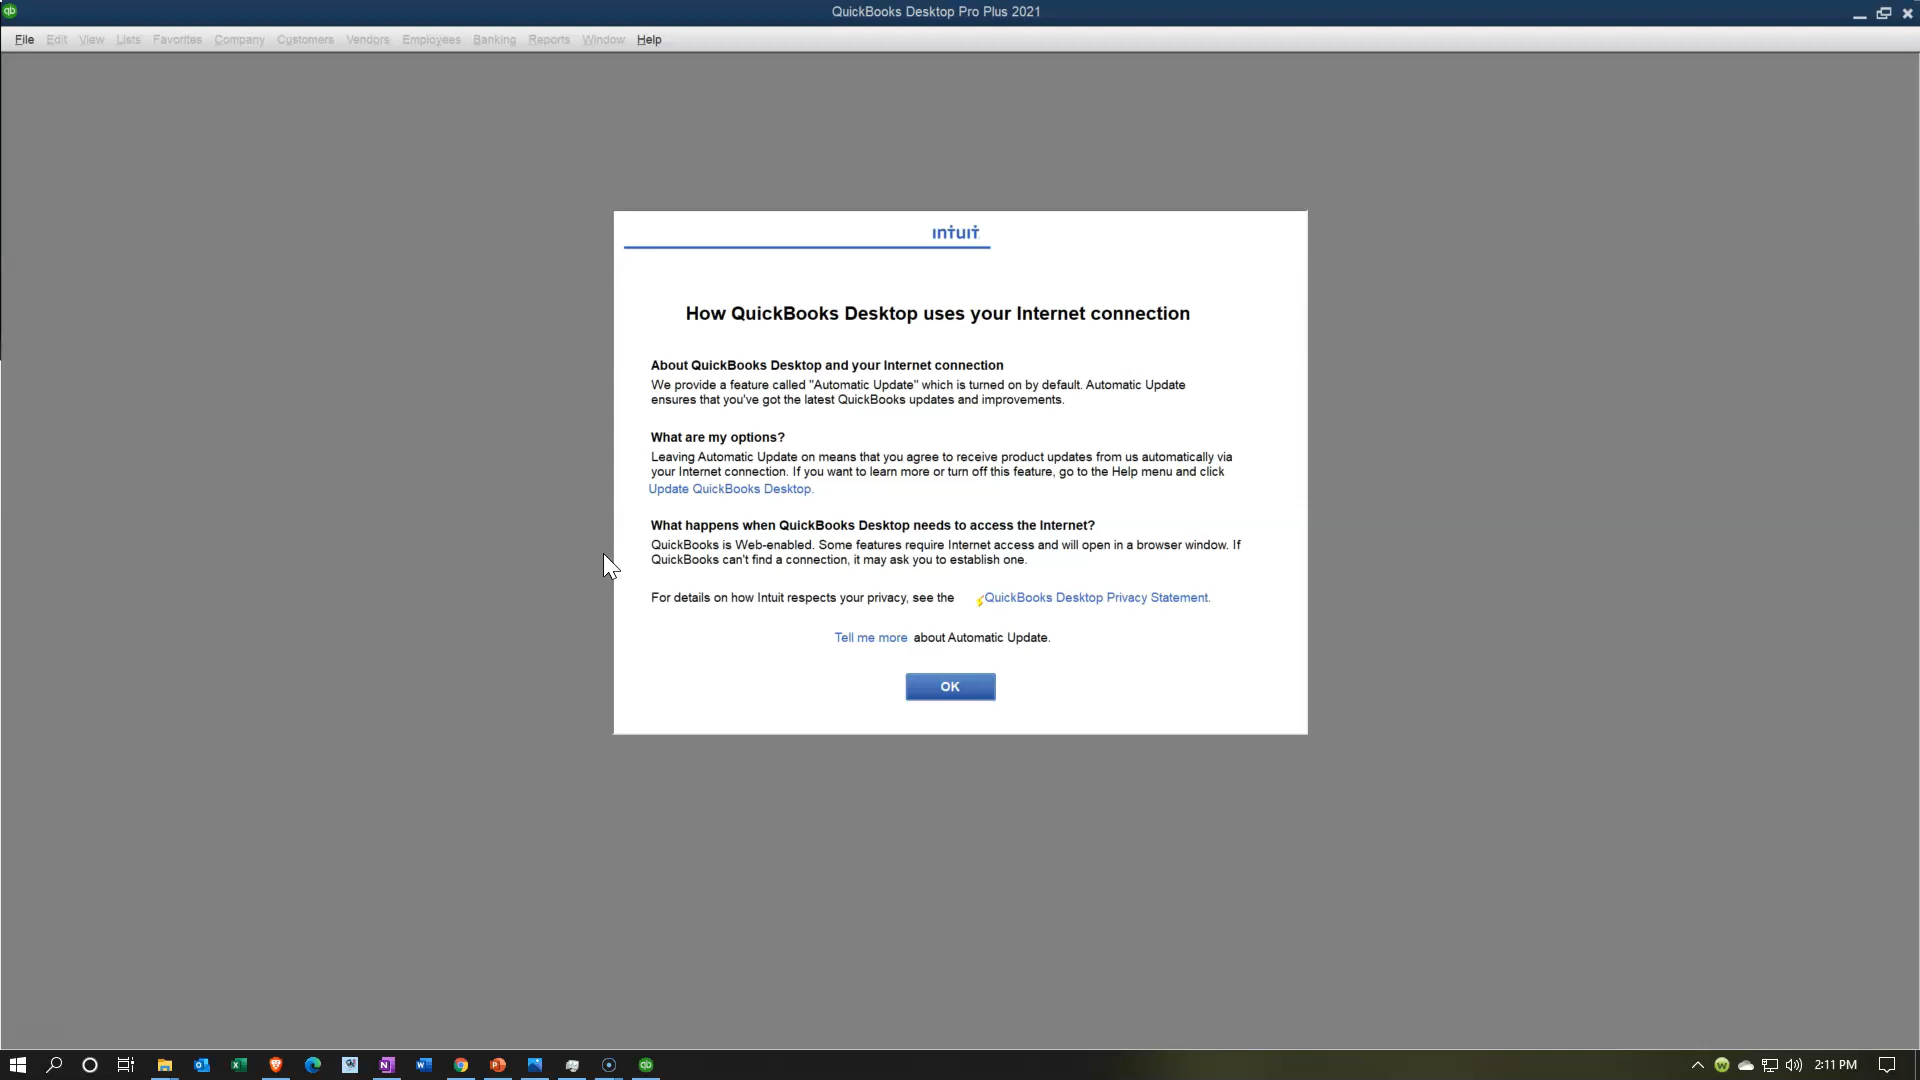 QuickBooks Desktop Pro Plus 2021
File Edit View Lists Favorites Company Customers Vendors Employees Banking Reports Window Help
intuit
How QuickBooks Desktop uses your Internet connection
About QuickBooks Desktop and your Internet connection
We provide a feature called "Automatic Update" which is turned on by default. Automatic Update
ensures that you've got the latest QuickBooks updates and improvements.
What are my options?
Leaving Automatic Update on means that you agree to receive product updates from us automatically via
your Internet connection. If you want to learn more or turn off this feature, go to the Help menu and click
Update QuickBooks Desktop.
What happens when QuickBooks Desktop needs to access the Internet?
QuickBooks is Web-enabled. Some features require Internet access and will open in a browser window. If
QuickBooks can't find a connection, it may ask you to establish one.
For details on how Intuit respects your privacy, see the QuickBooks Desktop Privacy Statement.
Tell me more about Automatic Update.
OK
2:11 PM